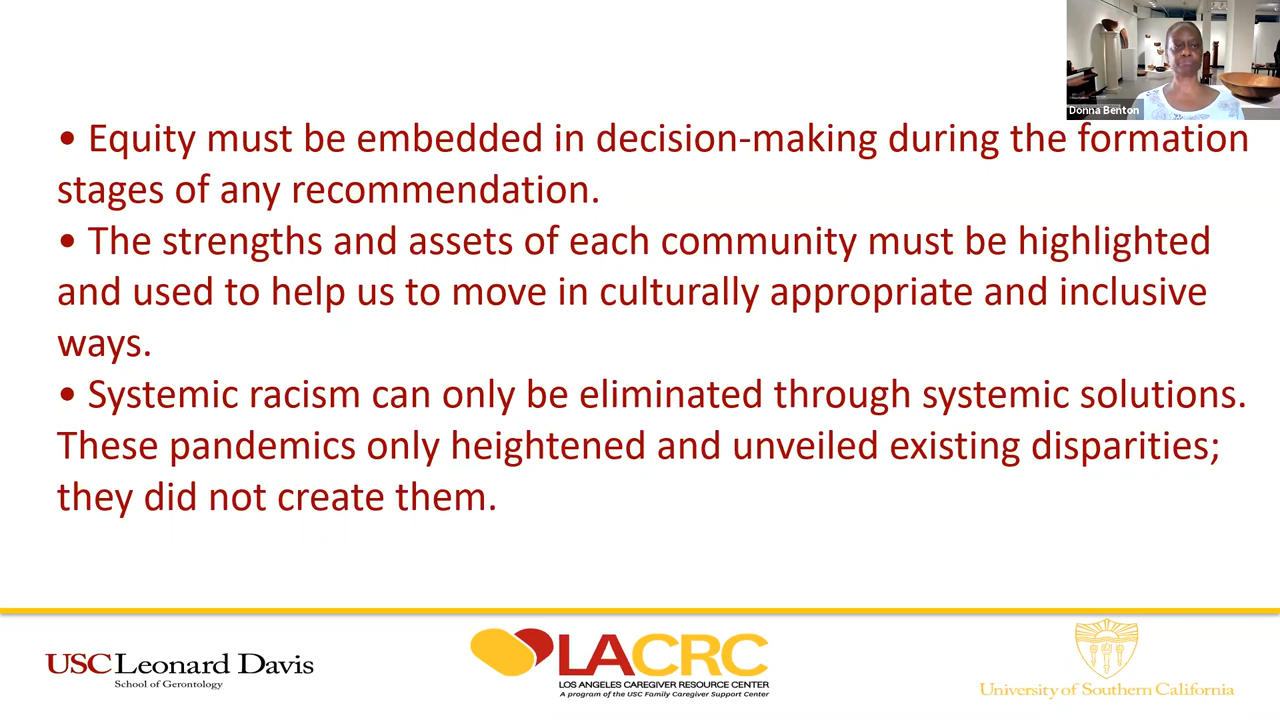 Donna Benton
• Equity must be embedded in decision-making during the formation
stages of any recommendation.
• The strengths and assets of each community must be highlighted
and used to help us to move in culturally appropriate and inclusive
ways.
• Systemic racism can only be eliminated through systemic solutions.
These pandemics only heightened and unveiled existing disparities;
they did not create them.
USC Leonard Davis
School of Gerontology
LACRC
LOS ANGELES CAREGIVER RESOURCE CENTER
A program of the USC Family Caregiver Support Center
University of Southern California